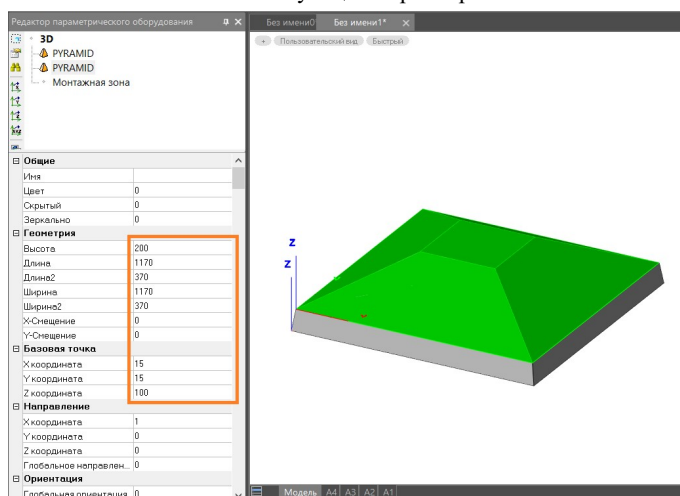 Редактор параметрического оборудования
3D
PYRAMID
PYRAMID
Монтажная зона
Общие
Имя
Цвет 0
Скрытый 0
Зеркально 0
Геометрия
Высота 200
Длина 1170
Длина2 370
Ширина 1170
Ширина2 370
X-Смещение 0
Y-Смещение 0
Базовая точка
X координата 15
Y координата 15
Z координата 100
Направление
X координата 1
Y координата 0
Z координата 0
Глобальное направлен... 0
Ориентация
Глобальная ориентация 0
Без имени0 Без имени1*
+ Пользовательский вид Быстрый
Z
Z
Модель A4 A3 A2 A1